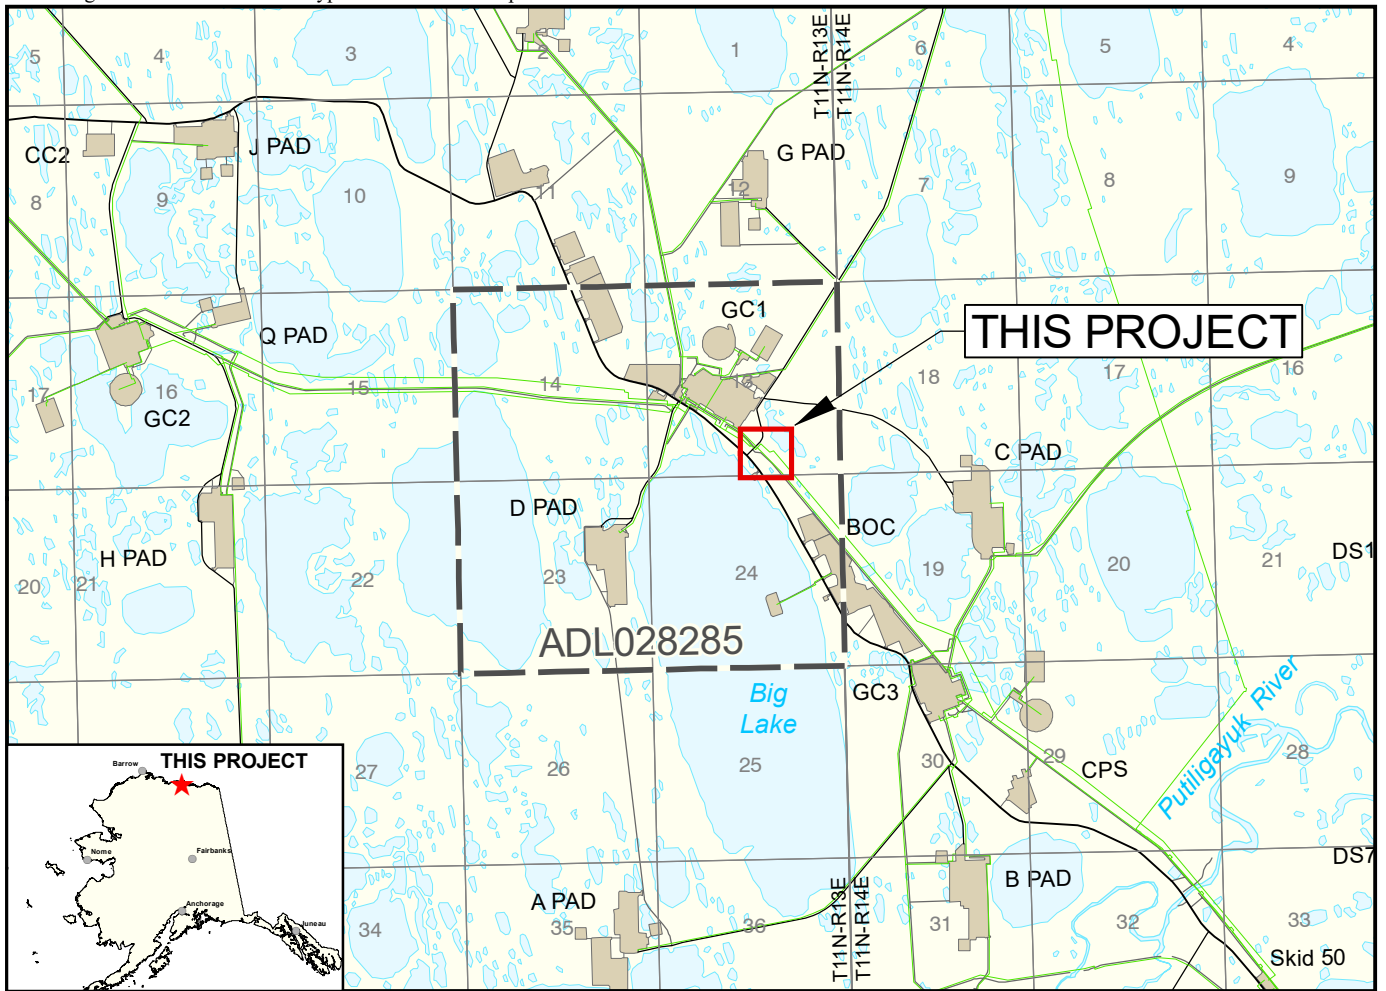 5
4
3
2
1
T11N-R13E
T11N-R14E
6
5
4
CC2
J PAD
G PAD
8
9
10
11
12
7
8
9
GC1
THIS PROJECT
Q PAD
17
16
15
14
13
18
17
16
GC2
C PAD
D PAD
BOC
H PAD
DS1
20
21
22
23
24
19
20
21
ADL028285
Big
Lake
GC3
Putiligayuk River
27
26
25
30
29
28
CPS
DS7
A PAD
B PAD
34
35
36
31
32
33
T11N-R13E
T11N-R14E
Skid 50
THIS PROJECT
Barrow
Nome
Fairbanks
Anchorage
Juneau